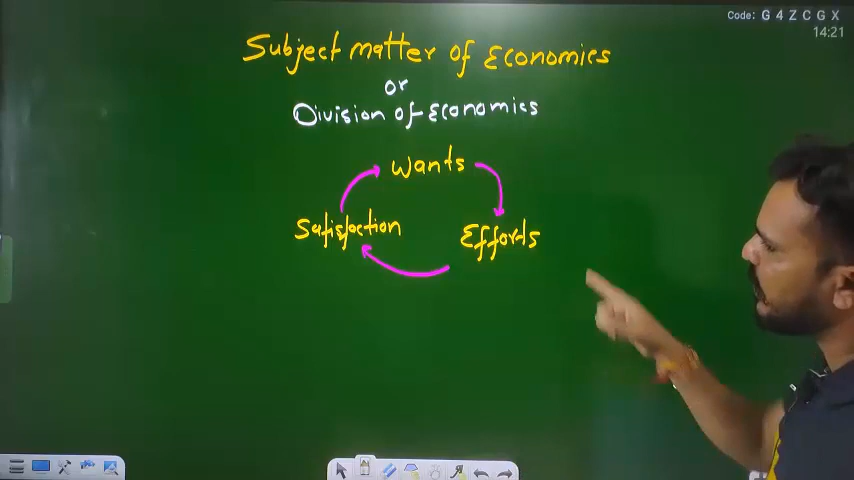 Code: G 4 Z C G X
14:21
Subject matter of Economics
or
Division of Economics
Wants
Satisfaction Efforts